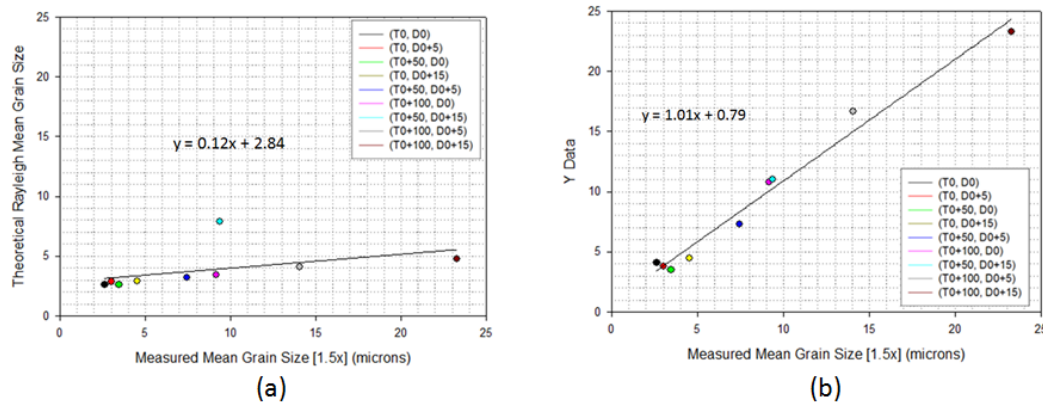 25
20
15
10
5
0
Theoretical Rayleigh Mean Grain Size
(T0, D0)
(T0, D0+5)
(T0+50, D0)
(T0, D0+15)
(T0+50, D0+5)
(T0+100, D0)
(T0+50, D0+15)
(T0+100, D0+5)
(T0+100, D0+15)
y = 0.12x + 2.84
0 5 10 15 20 25
Measured Mean Grain Size [1.5x] (microns)
(a)
25
20
15
10
5
0
Y Data
y = 1.01x + 0.79
(T0, D0)
(T0, D0+5)
(T0+50, D0)
(T0, D0+15)
(T0+50, D0+5)
(T0+100, D0)
(T0+50, D0+15)
(T0+100, D0+5)
(T0+100, D0+15)
0 5 10 15 20 25
Measured Mean Grain Size [1.5x] (microns)
(b)